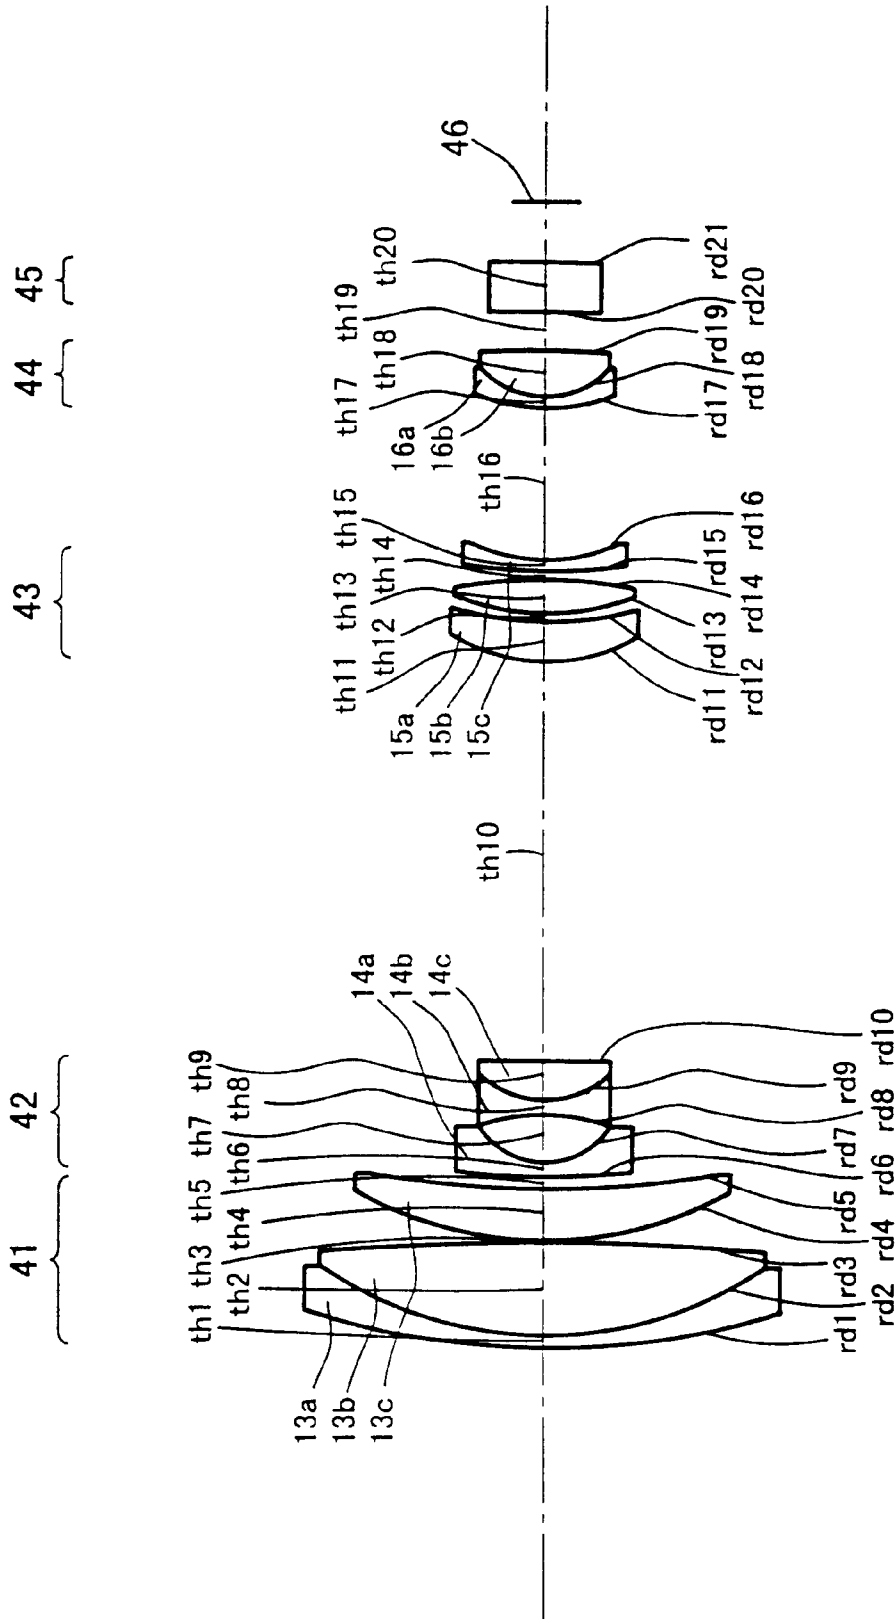 41
42
43
44
45
46
th1
th2
th3
th4
th5
th6
th7
th8
th9
th10
th11
th12
th13
th14
th15
th16
th17
th18
th19
th20
13a
13b
13c
14a
14b
14c
15a
15b
15c
16a
16b
rd1
rd2
rd3
rd4
rd5
rd6
rd7
rd8
rd9
rd10
rd11
rd12
rd13
rd14
rd15
rd16
rd17
rd18
rd19
rd20
rd21